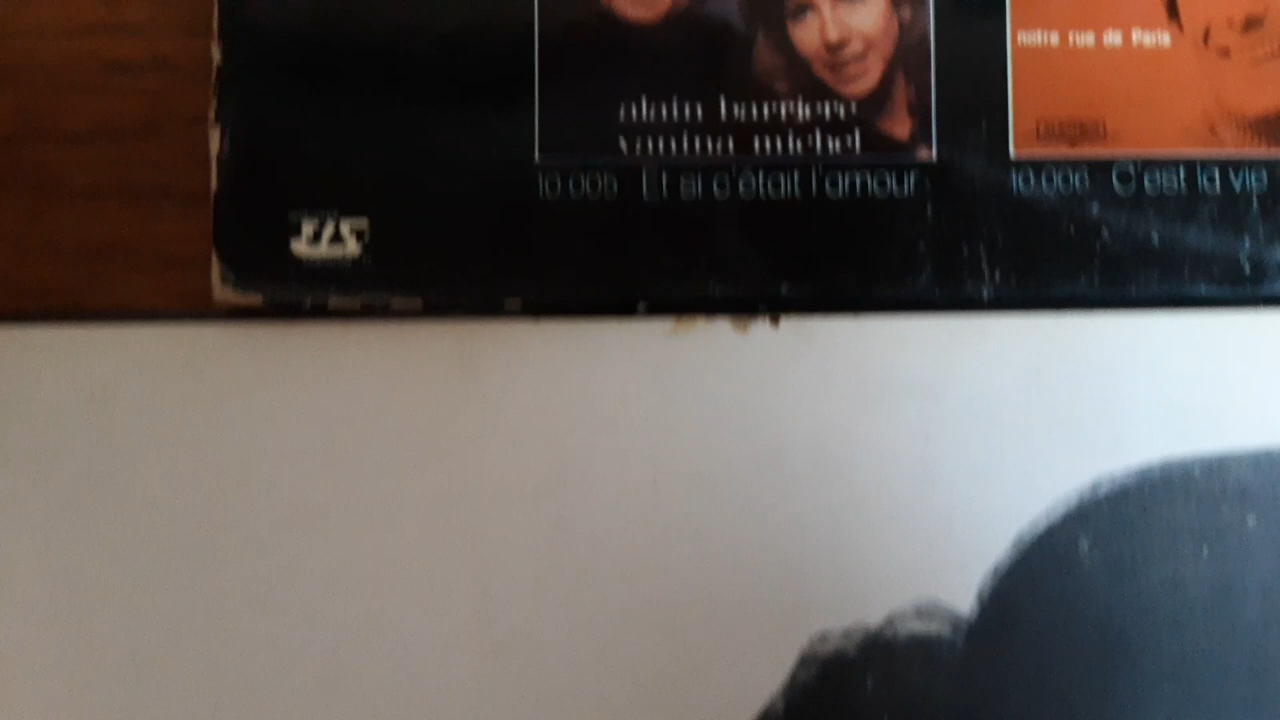 notre rue de Paris
alain barriere
vanina michel
10.005 Et si c'était l'amour
10.006 C'est la vie